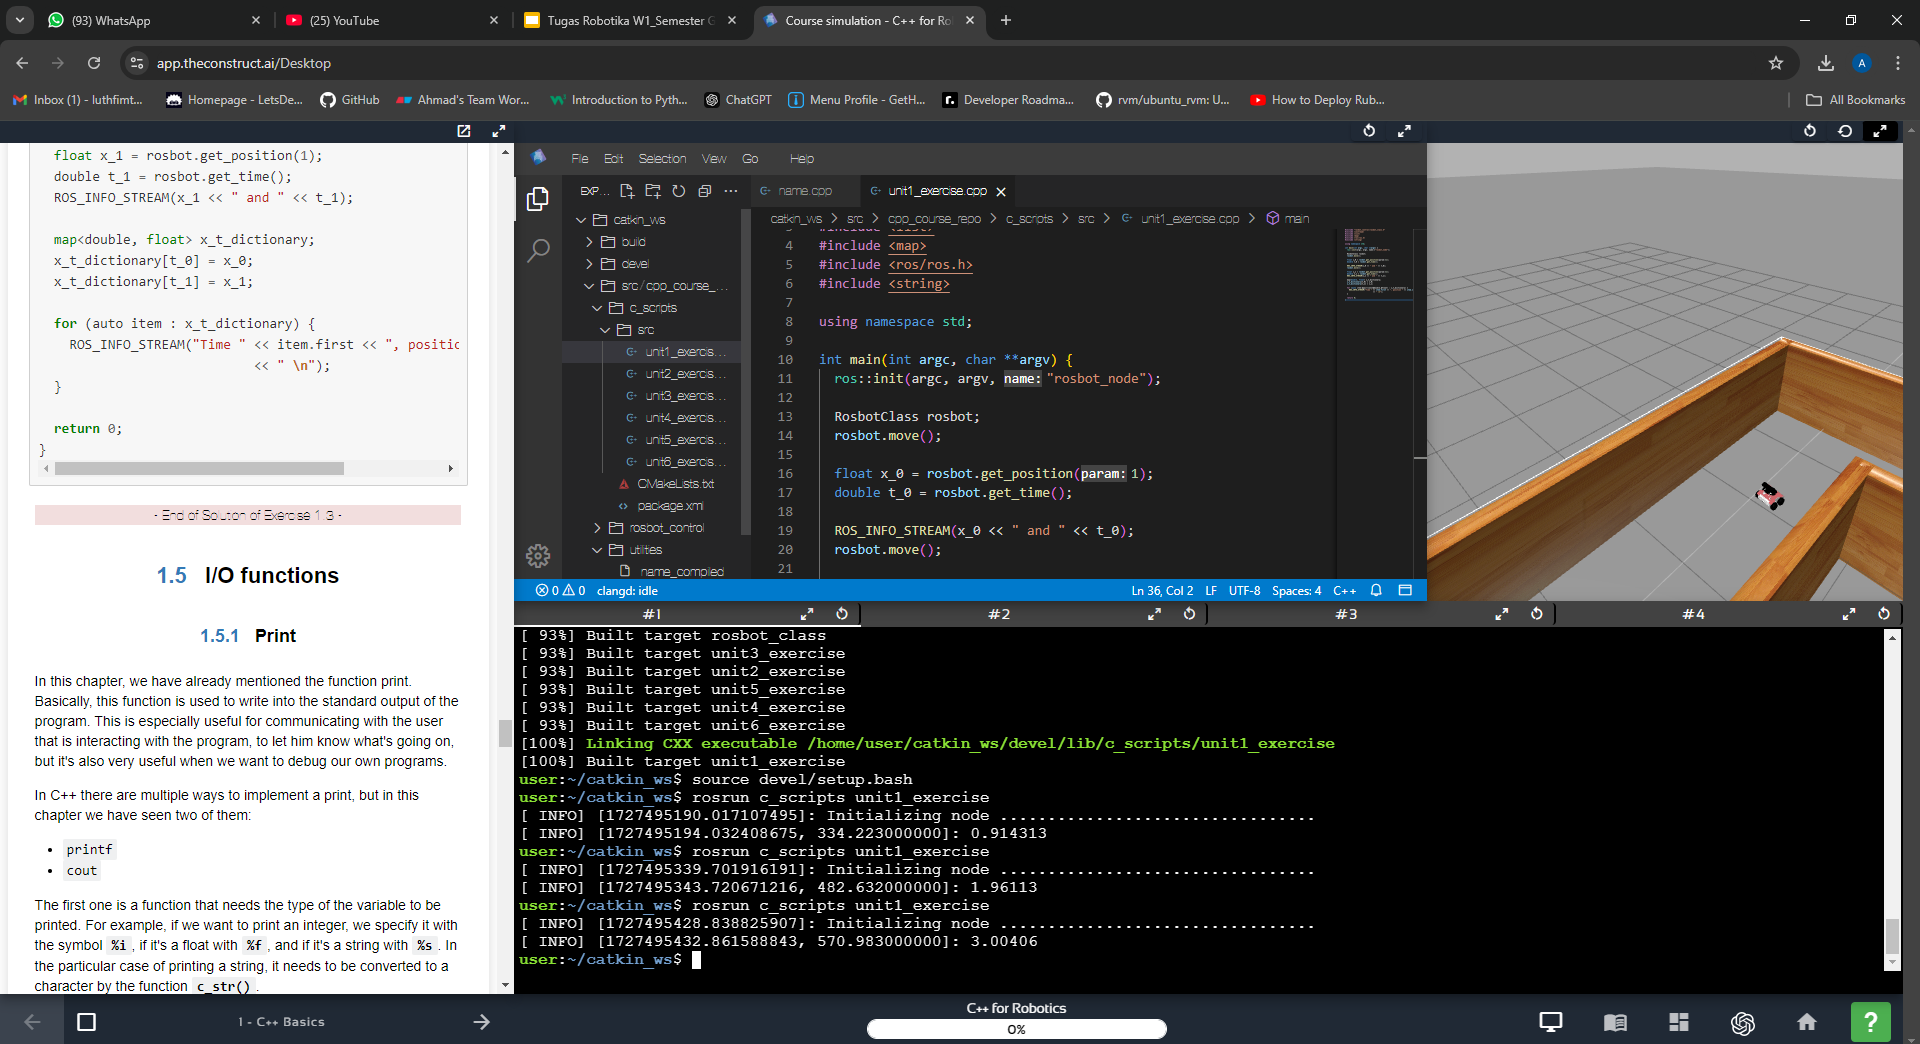 (93) WhatsApp
(25) YouTube
Tugas Robotika W1_Semester G
Course simulation - C++ for Ro
app.theconstruct.ai/Desktop
Inbox (1) - luthfimt...
Homepage - LetsDe...
GitHub
Ahmad's Team Wor...
Introduction to Pyth...
ChatGPT
Menu Profile - GetH...
Developer Roadma...
rvm/ubuntu_rvm: U...
How to Deploy Rub...
All Bookmarks
float x_1 = rosbot.get_position(1);
double t_1 = rosbot.get_time();
ROS_INFO_STREAM(x_1 << " and " << t_1);
map<double, float> x_t_dictionary;
x_t_dictionary[t_0] = x_0;
x_t_dictionary[t_1] = x_1;
for (auto item : x_t_dictionary) {
ROS_INFO_STREAM("Time " << item.first << ", positio
<< " \n");
}
return 0;
}
- End of Solution of Exercise 1.3 -
1.5 I/O functions
1.5.1 Print
In this chapter, we have already mentioned the function print.
Basically, this function is used to write into the standard output of the
program. This is especially useful for communicating with the user
that is interacting with the program, to let him know what's going on,
but it's also very useful when we want to debug our own programs.
In C++ there are multiple ways to implement a print, but in this
chapter we have seen two of them:
• printf
• cout
The first one is a function that needs the type of the variable to be
printed. For example, if we want to print an integer, we specify it with
the symbol %i , if it's a float with %f , and if it's a string with %s . In
the particular case of printing a string, it needs to be converted to a
character by the function c_str() .
File Edit Selection View Go Help
EXP...
catkin_ws
build
devel
src/cpp_course_...
c_scripts
src
unit1_exercis...
unit2_exercis...
unit3_exercis...
unit4_exercis...
unit5_exercis...
unit6_exercis...
CMakeLists.txt
package.xml
rosbot_control
utilities
name_compiled
name.cpp
unit1_exercise.cpp
catkin_ws > src > cpp_course_repo > c_scripts > src > unit1_exercise.cpp > main
3 #include <list>
4 #include <map>
5 #include <ros/ros.h>
6 #include <string>
7
8 using namespace std;
9
10 int main(int argc, char **argv) {
11 ros::init(argc, argv, name: "rosbot_node");
12
13 RosbotClass rosbot;
14 rosbot.move();
15
16 float x_0 = rosbot.get_position(param: 1);
17 double t_0 = rosbot.get_time();
18
19 ROS_INFO_STREAM(x_0 << " and " << t_0);
20 rosbot.move();
21
0 0 clangd: idle
Ln 36, Col 2 LF UTF-8 Spaces: 4 C++
#1 #2 #3 #4
[ 93%] Built target rosbot_class
[ 93%] Built target unit3_exercise
[ 93%] Built target unit2_exercise
[ 93%] Built target unit5_exercise
[ 93%] Built target unit4_exercise
[ 93%] Built target unit6_exercise
[100%] Linking CXX executable /home/user/catkin_ws/devel/lib/c_scripts/unit1_exercise
[100%] Built target unit1_exercise
user:~/catkin_ws$ source devel/setup.bash
user:~/catkin_ws$ rosrun c_scripts unit1_exercise
[ INFO] [1727495190.017107495]: Initializing node .................................
[ INFO] [1727495194.032408675, 334.223000000]: 0.914313
user:~/catkin_ws$ rosrun c_scripts unit1_exercise
[ INFO] [1727495339.701916191]: Initializing node .................................
[ INFO] [1727495343.720671216, 482.632000000]: 1.96113
user:~/catkin_ws$ rosrun c_scripts unit1_exercise
[ INFO] [1727495428.838825907]: Initializing node .................................
[ INFO] [1727495432.861588843, 570.983000000]: 3.00406
user:~/catkin_ws$
1 - C++ Basics
C++ for Robotics
0%
?